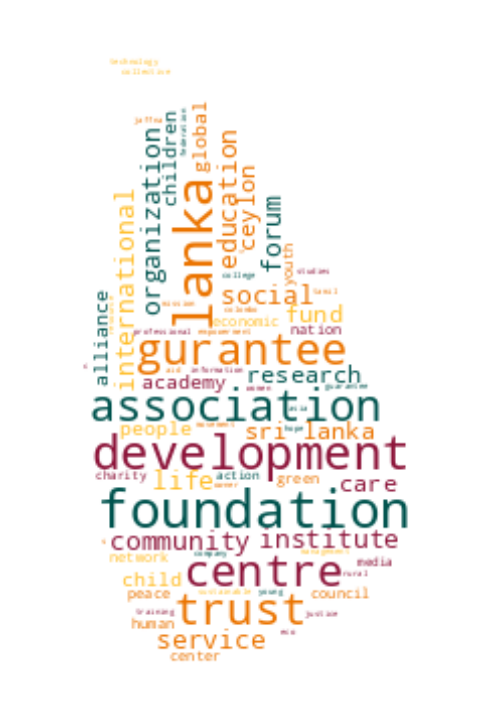 technology
collective
jaffna
federation
children
global
organization
lanka
education
ceylon
international
forum
youth
college
studies
alliance
social
tamil
mission
colombo
fund
economic
professional
empowerment
nation
gurantee
aid
information
research
academy
women
guarantee
association
asia
people
movement
hope
sri lanka
development
charity
life
action
green
care
foundation
community
institute
company
management
network
media
centre
rural
child
peace
sustainable
young
council
trust
training
justice
human
service
center